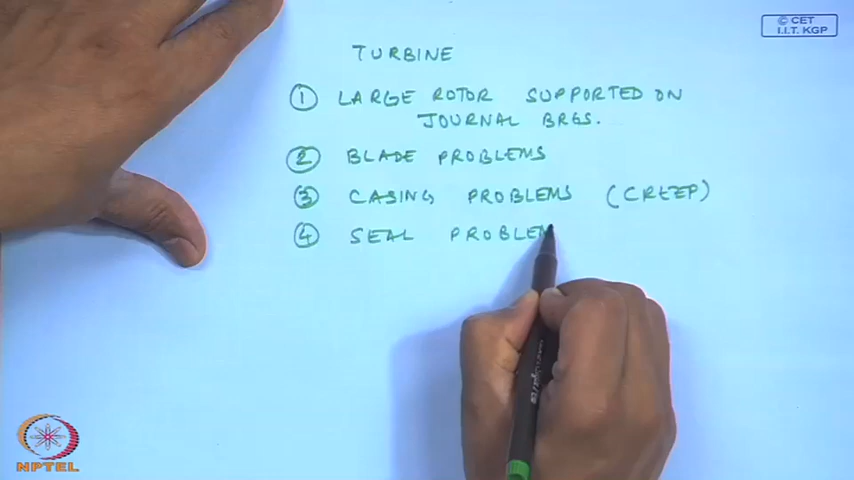 © CET
I.I.T. KGP
TURBINE
① LARGE ROTOR SUPPORTED ON
JOURNAL BRGS.
② BLADE PROBLEMS
③ CASING PROBLEMS (CREEP)
④ SEAL PROBLEM
NPTEL